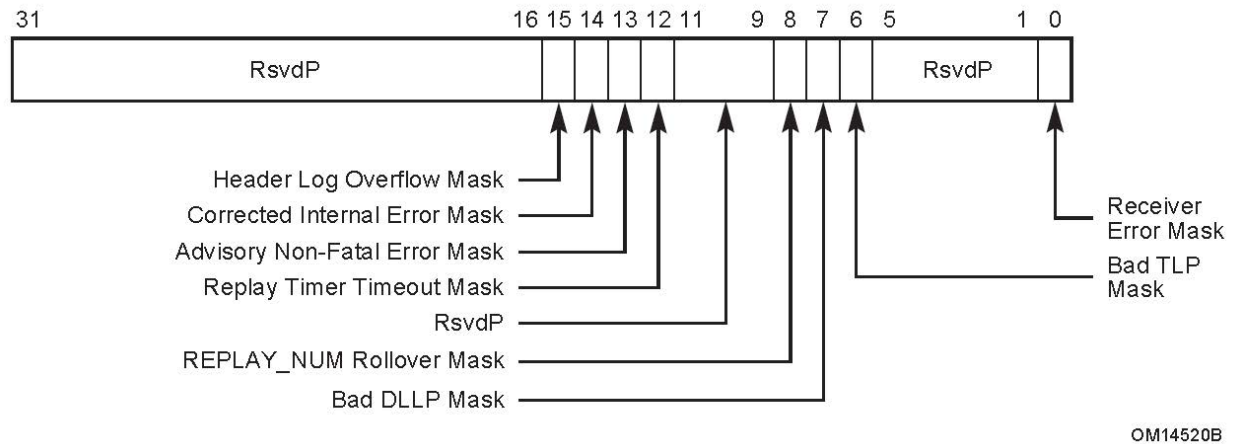 31 16 15 14 13 12 11 9 8 7 6 5 1 0
RsvdP RsvdP
Header Log Overflow Mask
Corrected Internal Error Mask
Advisory Non-Fatal Error Mask
Replay Timer Timeout Mask
RsvdP
REPLAY_NUM Rollover Mask
Bad DLLP Mask
Receiver
Error Mask
Bad TLP
Mask
OM14520B